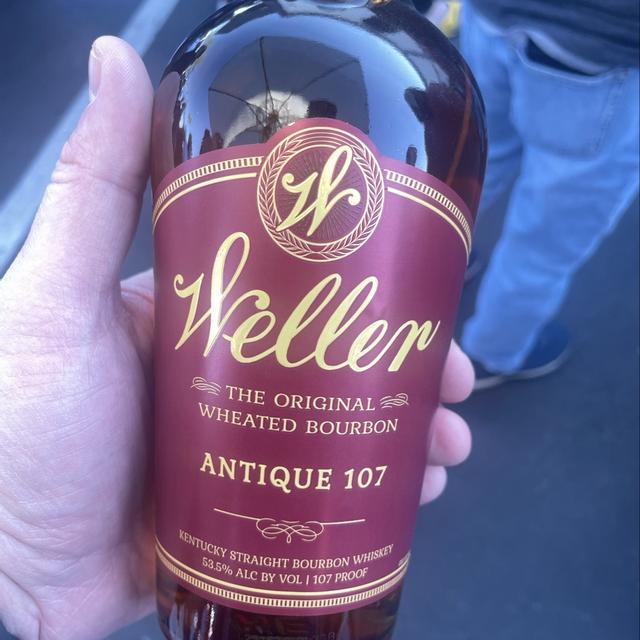 W
Weller
THE ORIGINAL
WHEATED BOURBON
ANTIQUE 107
KENTUCKY STRAIGHT BOURBON WHISKEY
53.5% ALC BY VOL | 107 PROOF